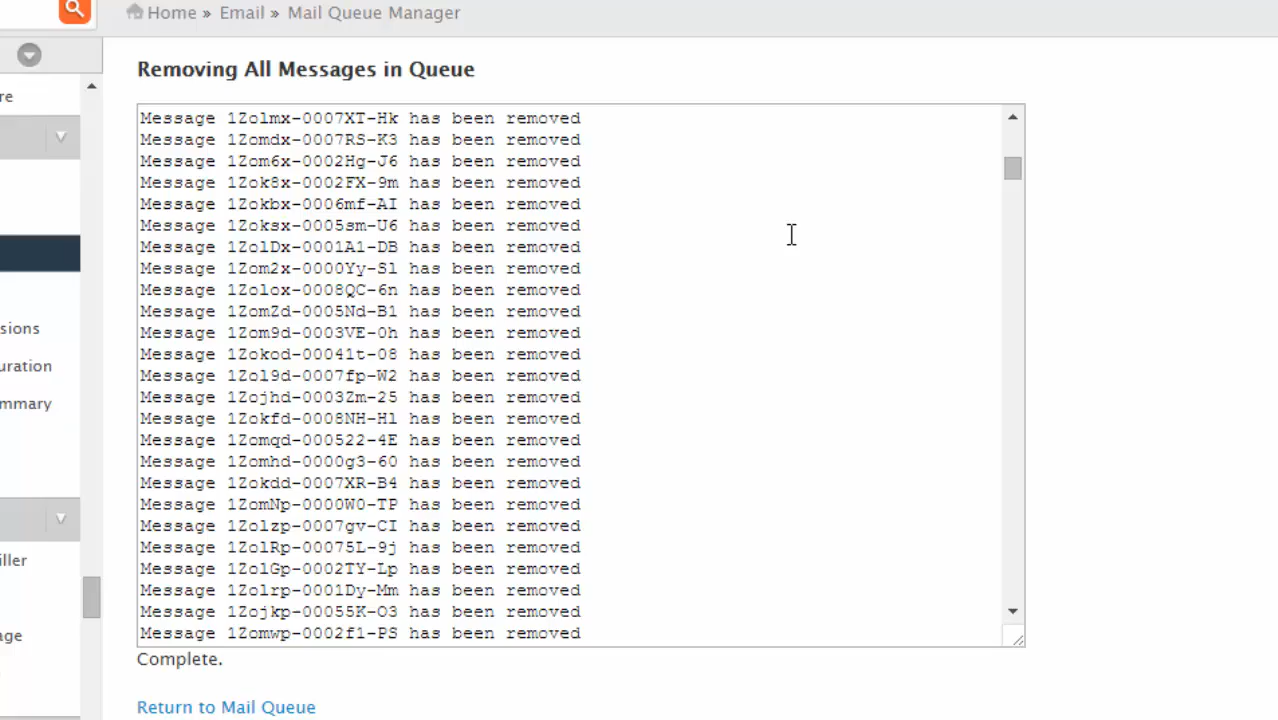 Home » Email » Mail Queue Manager
Removing All Messages in Queue
re
sions
uration
mmary
iller
age
Message 1Zolmx-0007XT-Hk has been removed
Message 1Zomdx-0007RS-K3 has been removed
Message 1Zom6x-0002Hg-J6 has been removed
Message 1Zok8x-0002FX-9m has been removed
Message 1Zokbx-0006mf-AI has been removed
Message 1Zoksx-0005sm-U6 has been removed
Message 1ZolDx-0001A1-DB has been removed
Message 1Zom2x-0000Yy-Sl has been removed
Message 1Zolox-0008QC-6n has been removed
Message 1ZomZd-0005Nd-B1 has been removed
Message 1Zom9d-0003VE-0h has been removed
Message 1Zokod-00041t-08 has been removed
Message 1Zol9d-0007fp-W2 has been removed
Message 1Zojhd-0003Zm-25 has been removed
Message 1Zokfd-0008NH-Hl has been removed
Message 1Zomqd-000522-4E has been removed
Message 1Zomhd-0000g3-60 has been removed
Message 1Zokdd-0007XR-B4 has been removed
Message 1ZomNp-0000W0-TP has been removed
Message 1Zolzp-0007gv-CI has been removed
Message 1ZolRp-00075L-9j has been removed
Message 1ZolGp-0002TY-Lp has been removed
Message 1Zolrp-0001Dy-Mm has been removed
Message 1Zojkp-00055K-O3 has been removed
Message 1Zomwp-0002f1-PS has been removed
Complete.
Return to Mail Queue